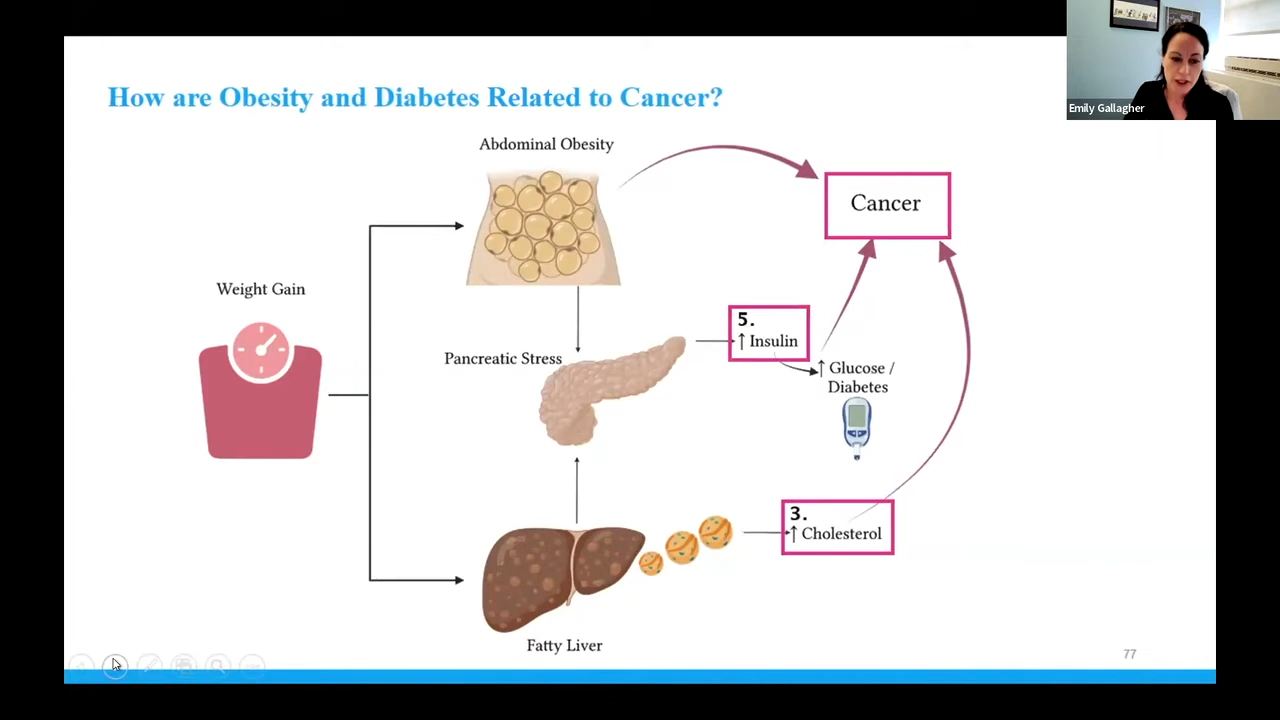 Emily Gallagher
How are Obesity and Diabetes Related to Cancer?
Abdominal Obesity
Cancer
Weight Gain
5.
↑ Insulin
Pancreatic Stress
↑ Glucose /
Diabetes
3.
↑ Cholesterol
Fatty Liver
77